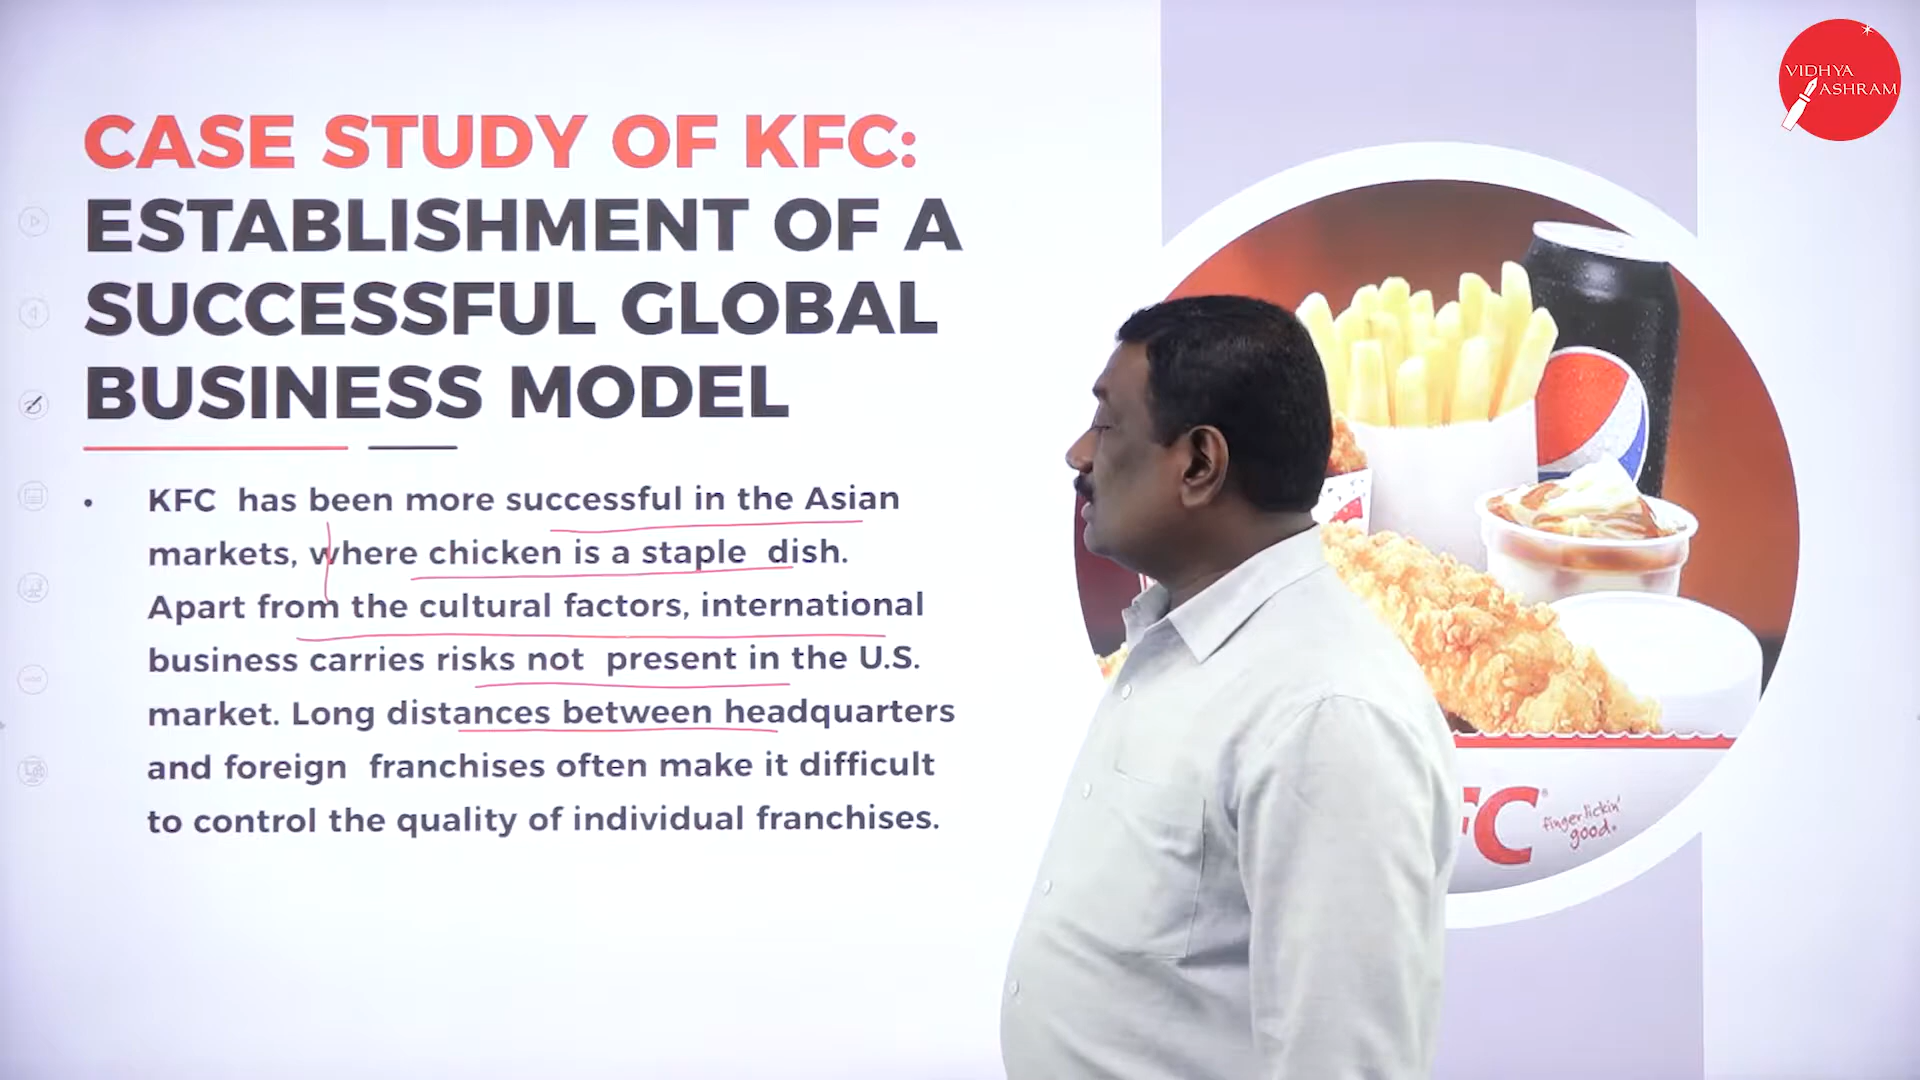 VIDHYA
ASHRAM
CASE STUDY OF KFC:
ESTABLISHMENT OF A
SUCCESSFUL GLOBAL
BUSINESS MODEL
• KFC has been more successful in the Asian
markets, where chicken is a staple dish.
Apart from the cultural factors, international
business carries risks not present in the U.S.
market. Long distances between headquarters
and foreign franchises often make it difficult
to control the quality of individual franchises.
FC®
finger lickin'
good.